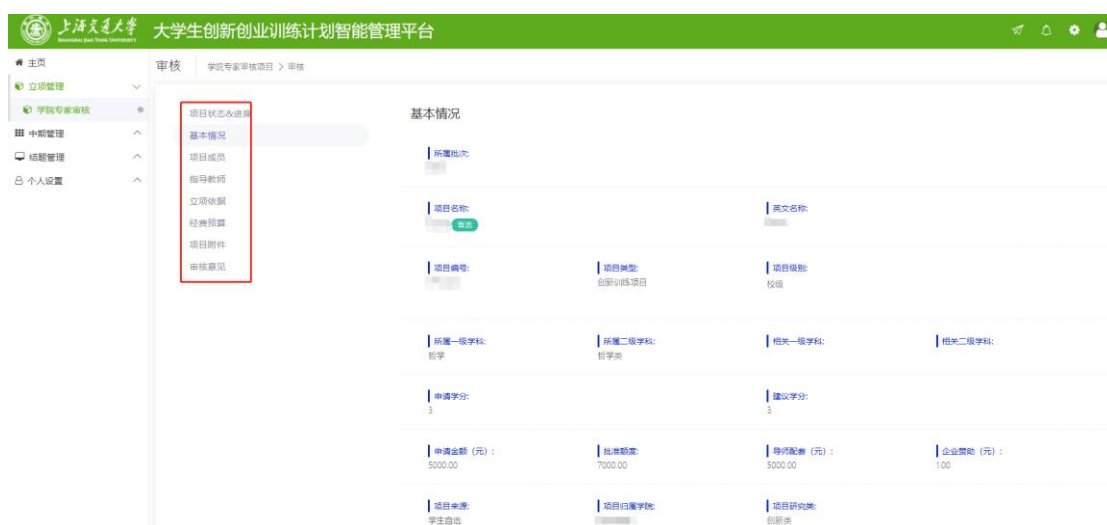 上海交通大学
SHANGHAI JIAO TONG UNIVERSITY
大学生创新创业训练计划智能管理平台
主页
立项管理
学院专家审核
中期管理
结题管理
个人设置
审核 学院专家审核项目 > 审核
项目状态&进展
基本情况
项目成员
指导教师
立项依据
经费预算
项目附件
审核意见
基本情况
所属批次:
项目名称: 英文名称:
首选
项目编号: 项目类型: 项目级别:
创新训练项目 校级
所属一级学科: 所属二级学科: 相关一级学科: 相关二级学科:
哲学 哲学类
申请学分: 建议学分:
3 3
申请金额（元）: 批准额度: 导师配套（元）: 企业赞助（元）:
5000.00 7000.00 5000.00 1.00
项目来源: 项目归属学院: 项目研究类:
学生自选 创新类